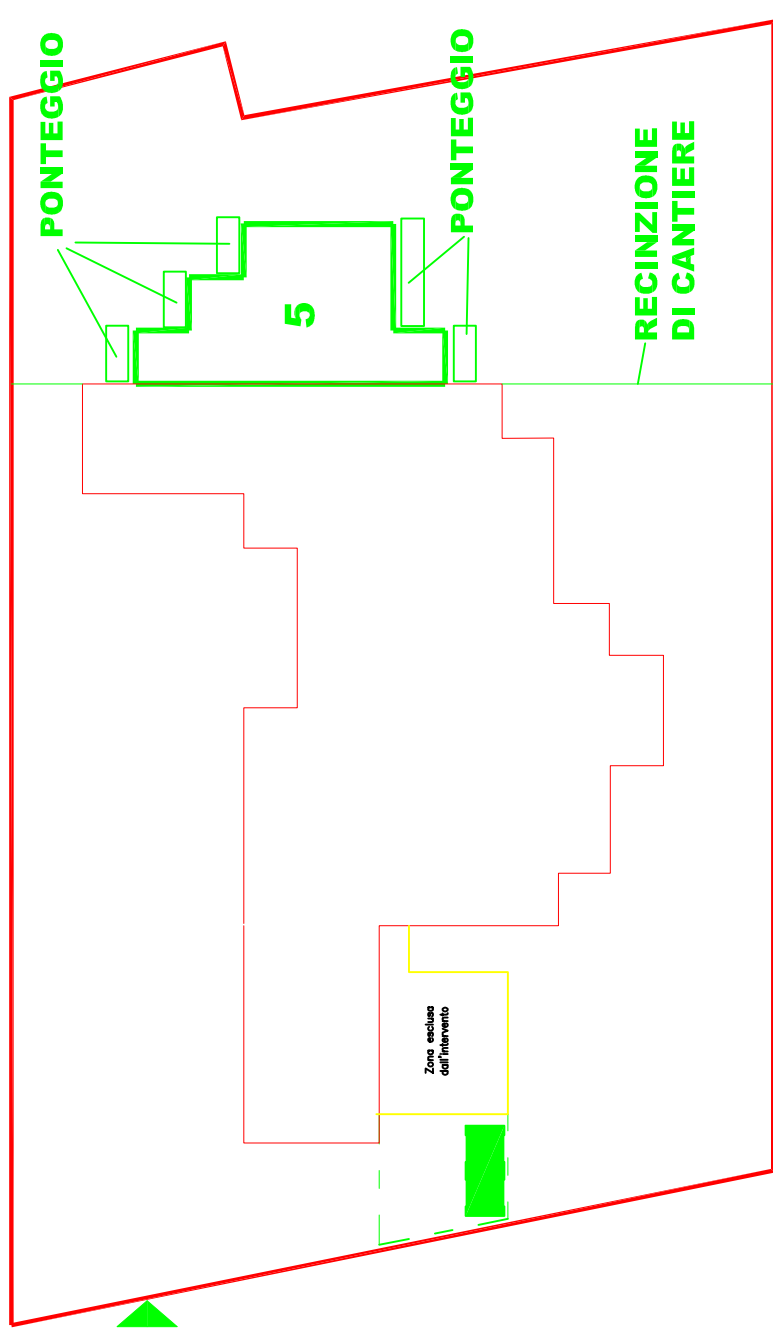 PONTEGGIO
PONTEGGIO
RECINZIONE
DI CANTIERE
5
Zona esclusa
dall'intervento